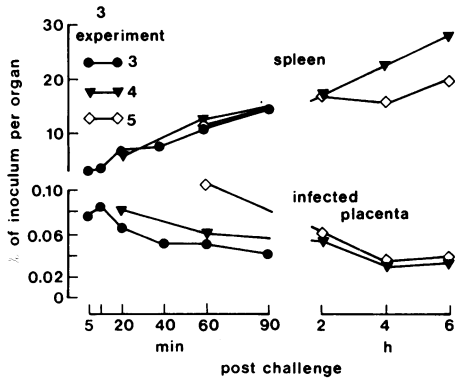 3
30
experiment
3
4
5
spleen
20
10
% of inoculum per organ
0.10
0.06
0.02
0
infected
placenta
5 20 40 60 90 2 4 6
min h
post challenge